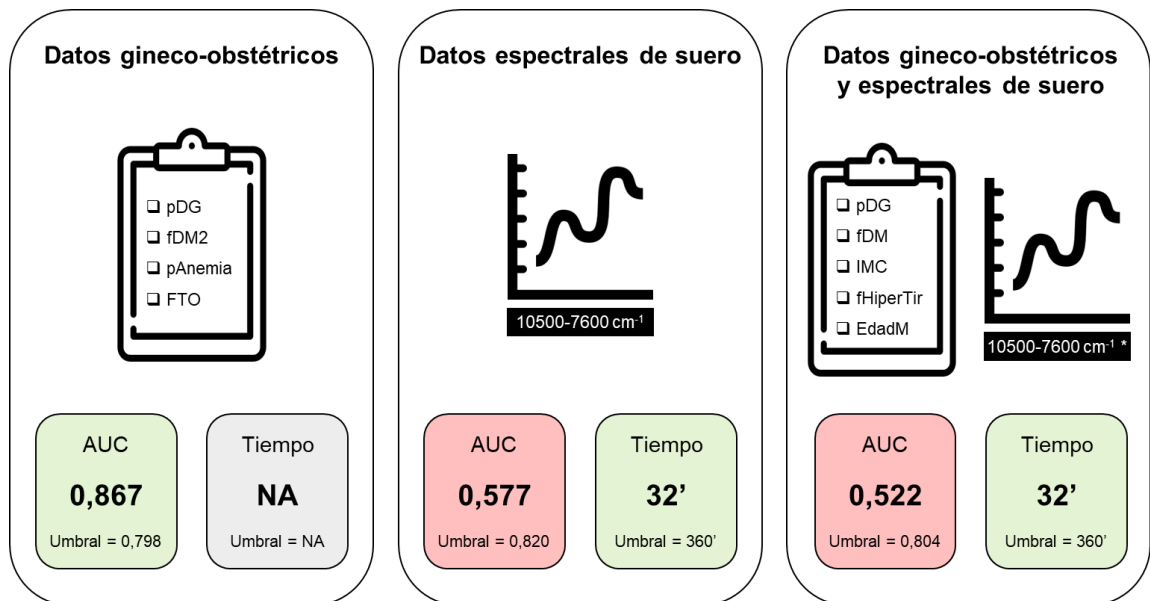 Datos gineco-obstétricos
❑ pDG
❑ fDM2
❑ pAnemia
❑ FTO
AUC
0,867
Umbral = 0,798
Tiempo
NA
Umbral = NA
Datos espectrales de suero
10500-7600 cm⁻¹
AUC
0,577
Umbral = 0,820
Tiempo
32’
Umbral = 360’
Datos gineco-obstétricos
y espectrales de suero
❑ pDG
❑ fDM
❑ IMC
❑ fHiperTir
❑ EdadM
10500-7600 cm⁻¹ *
AUC
0,522
Umbral = 0,804
Tiempo
32’
Umbral = 360’